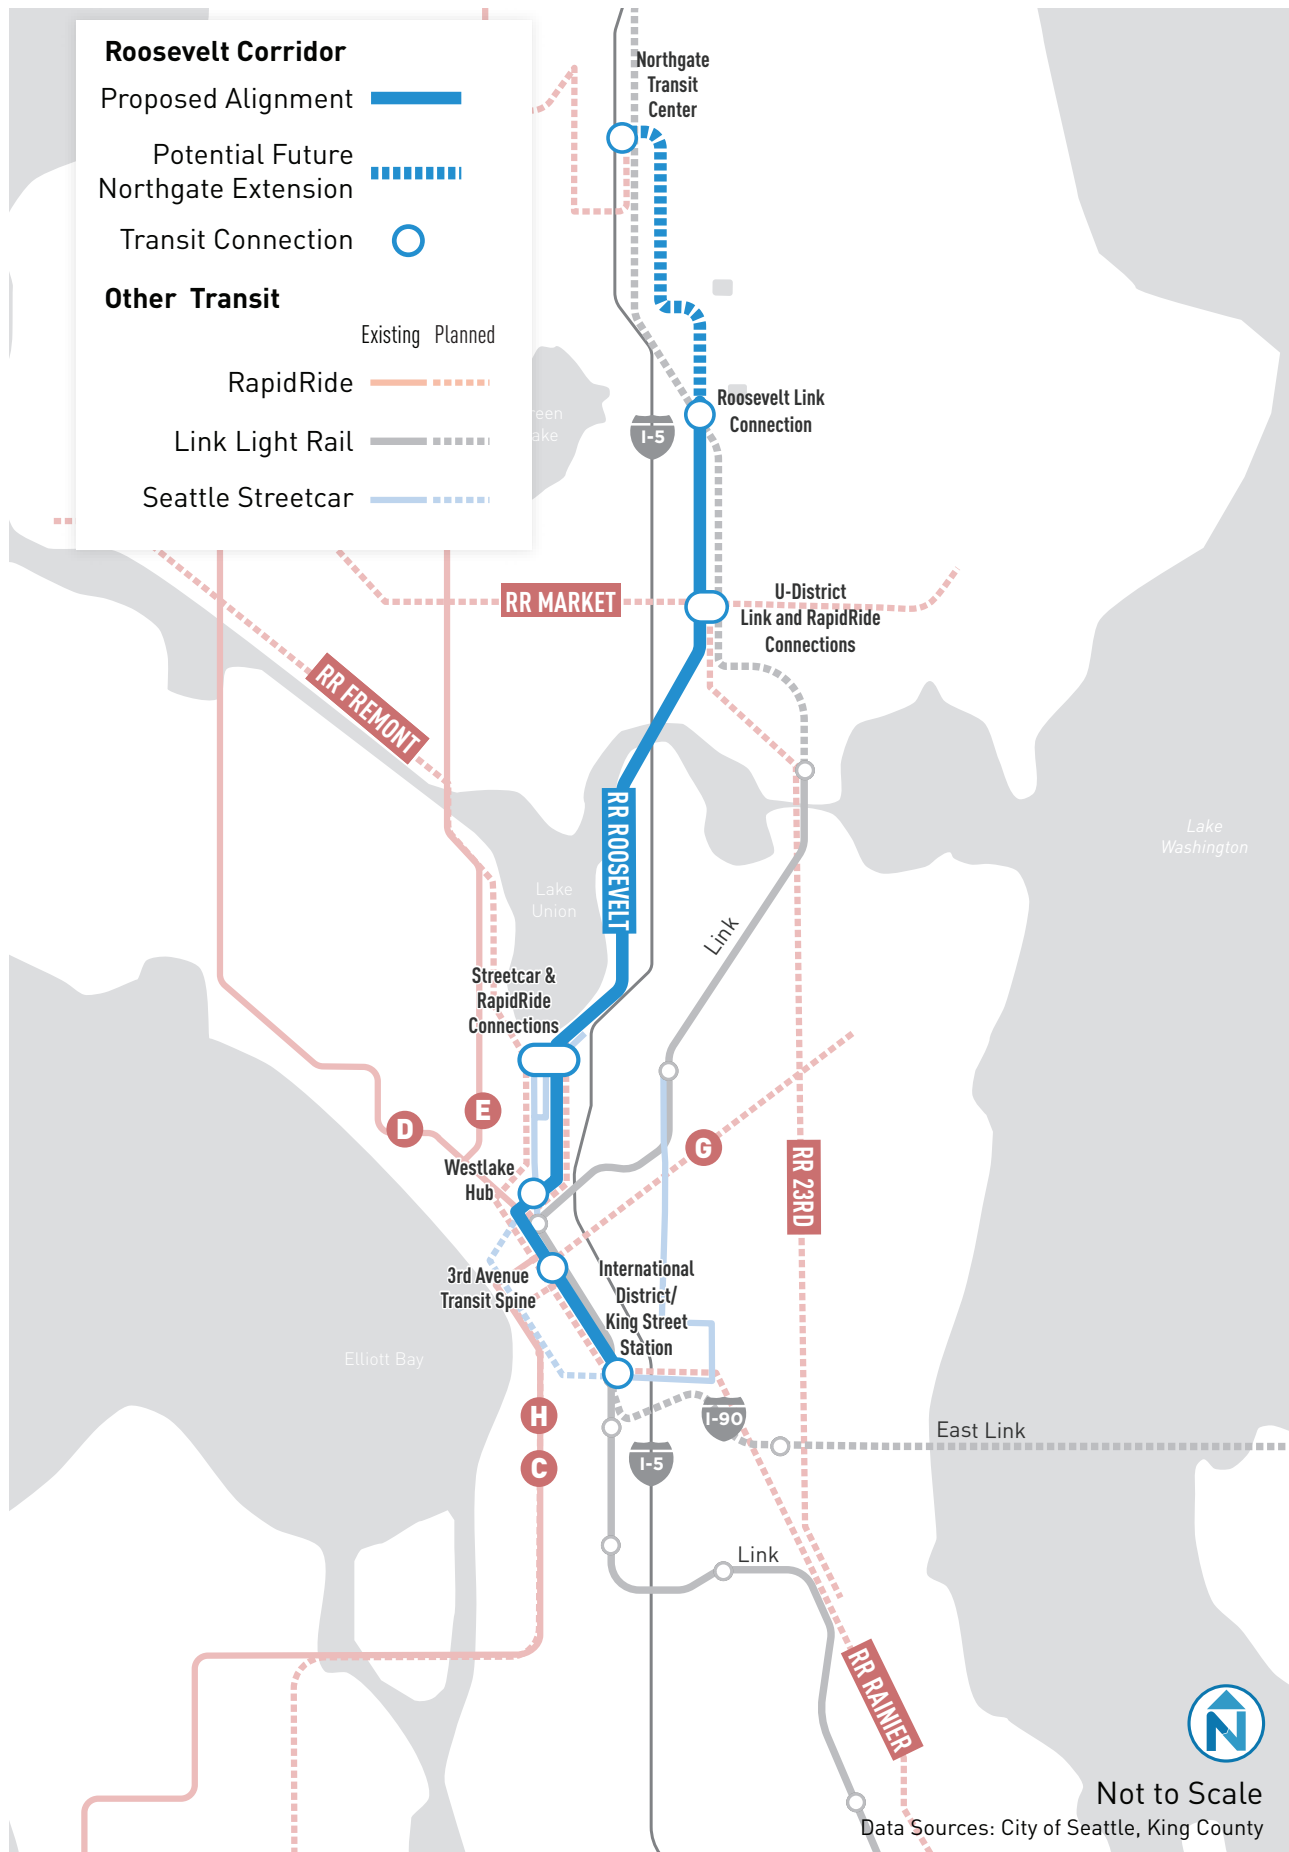 Roosevelt Corridor
Proposed Alignment
Potential Future
Northgate Extension
Transit Connection
Other Transit
Existing Planned
RapidRide
Link Light Rail
Seattle Streetcar
Northgate
Transit
Center
reen
ake
I-5
Roosevelt Link
Connection
RR MARKET
U-District
Link and RapidRide
Connections
RR FREMONT
RR ROOSEVELT
Lake
Washington
Lake
Union
Link
Streetcar &
RapidRide
Connections
D
E
G
Westlake
Hub
RR 23RD
3rd Avenue
Transit Spine
International
District/
King Street
Station
Elliott Bay
H
C
I-90
I-5
East Link
Link
RR RAINIER
N
Not to Scale
Data Sources: City of Seattle, King County